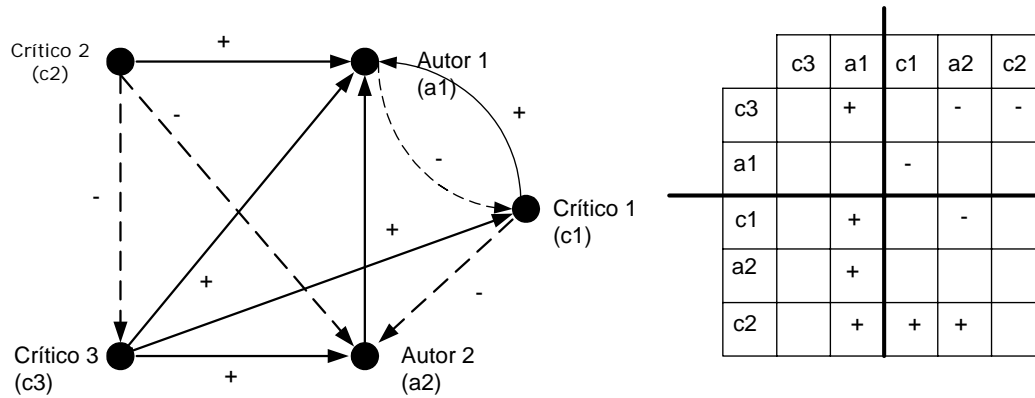 Crítico 2
(c2)
+
Autor 1
(a1)
-
+
-
-
Crítico 1
(c1)
+
+
-
Crítico 3
(c3)
+
Autor 2
(a2)
c3 a1 c1 a2 c2
c3 + - -
a1 -
c1 + -
a2 +
c2 + + +